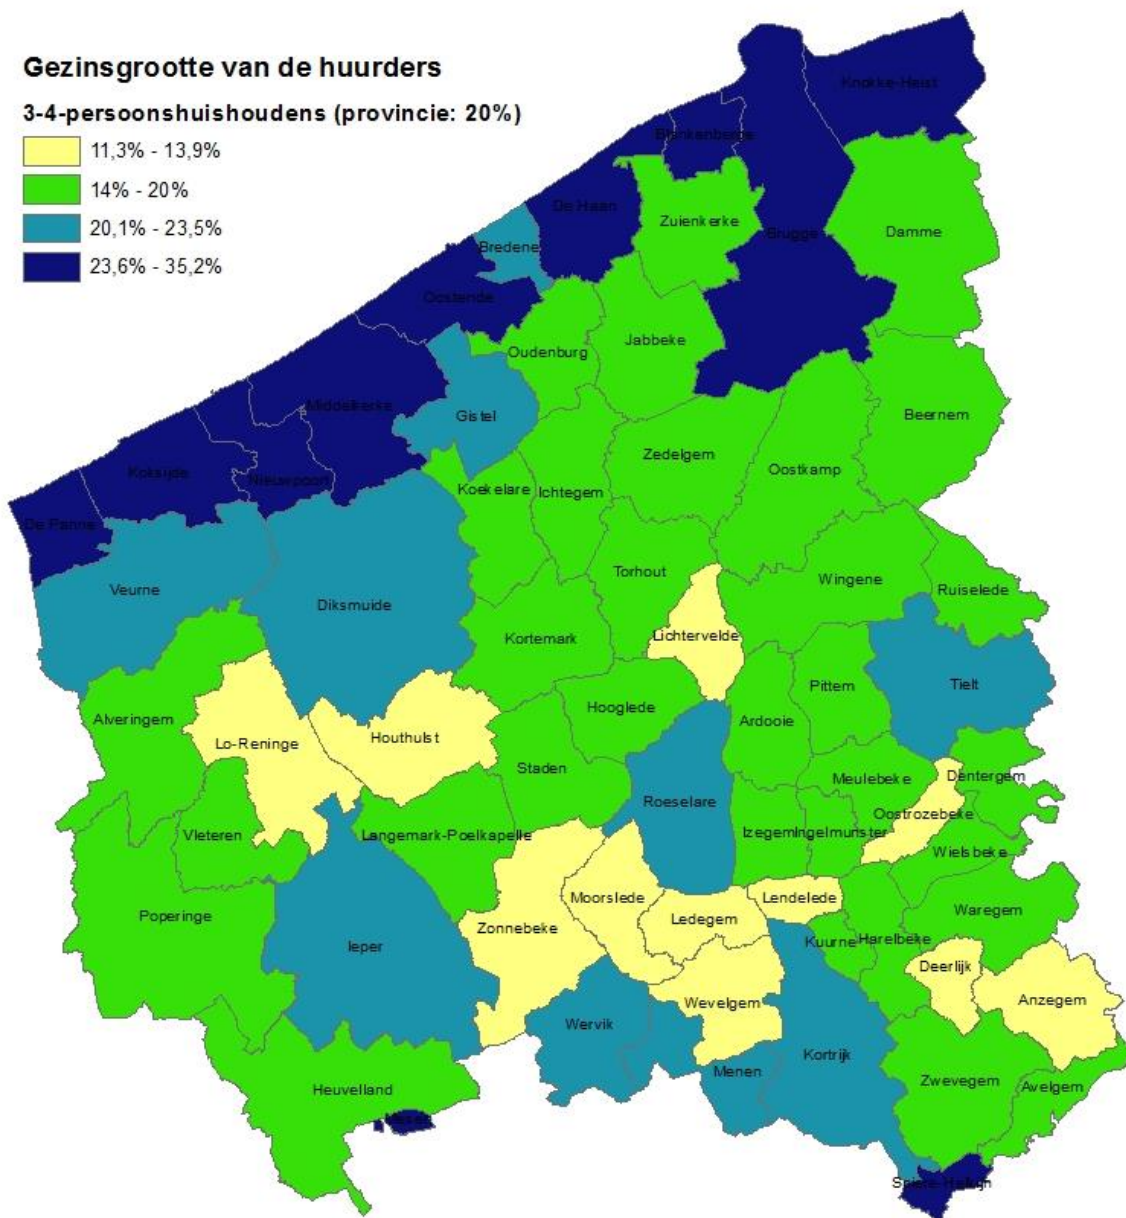 Gezinsgrootte van de huurders
3-4-persoonshuishoudens (provincie: 20%)
11,3% - 13,9%
14% - 20%
20,1% - 23,5%
23,6% - 35,2%
Knokke-Heist
Blankenberge
De Haan
Zuienkerke
Brugge
Damme
Bredene
Oostende
Oudenburg
Jabbeke
Middelkerke
Gistel
Beernem
Zedelgem
Oostkamp
Koksijde
Nieuwpoort
Koekelare
Ichtegem
De Panne
Veurne
Diksmuide
Torhout
Wingene
Ruiselede
Kortemark
Lichtervelde
Pittem
Tielt
Alveringem
Lo-Reninge
Houthulst
Hooglede
Ardooie
Staden
Meulebeke
Dentergem
Roeselare
Oostrozebeke
Vleteren
Langemark-Poelkapelle
Izegem
Ingelmunster
Wielsbeke
Moorslede
Lendelede
Waregem
Poperinge
Zonnebeke
Ledegem
Ieper
Kuurne
Harelbeke
Deerlijk
Wevelgem
Anzegem
Wervik
Kortrijk
Menen
Zwevegem
Avelgem
Heuvelland
Mesen
Spiere-Helkijn